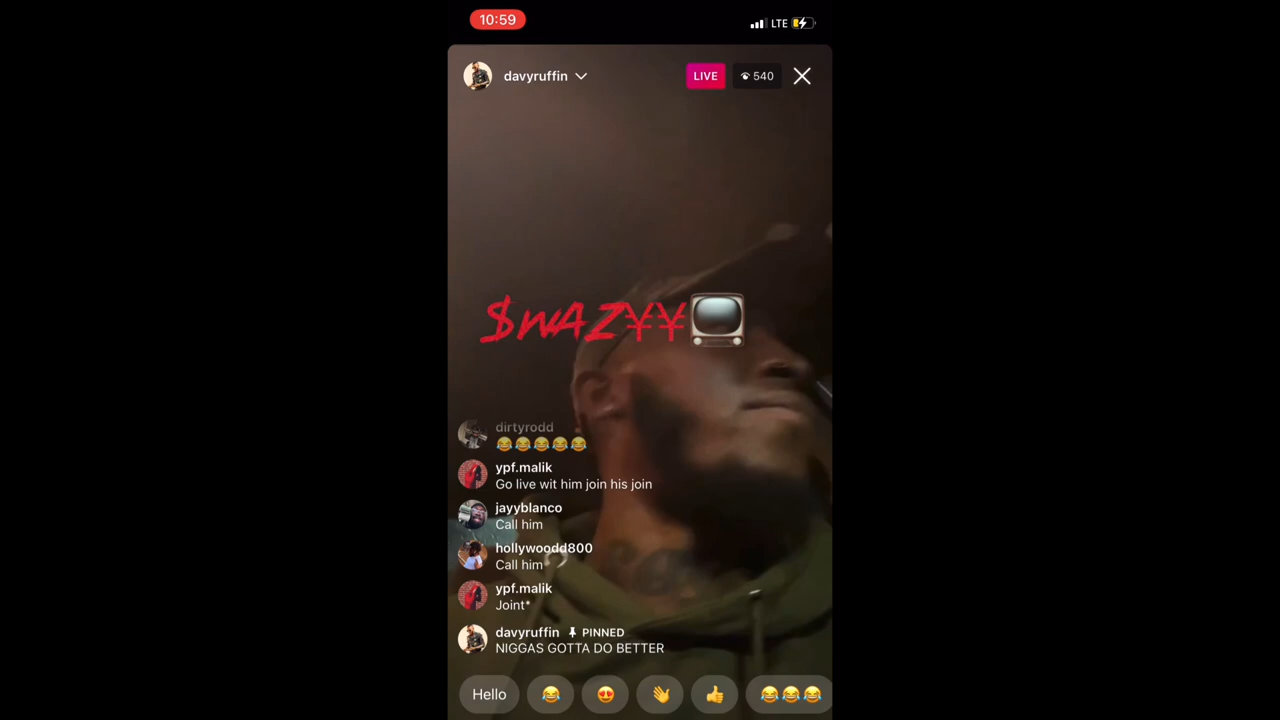 10:59
LTE
davyruffin
LIVE
540
$WAZ¥¥
dirtyrodd
😂😂😂😂😂
ypf.malik
Go live wit him join his join
jayyblanco
Call him
hollywoodd800
Call him
ypf.malik
Joint*
davyruffin PINNED
NIGGAS GOTTA DO BETTER
Hello